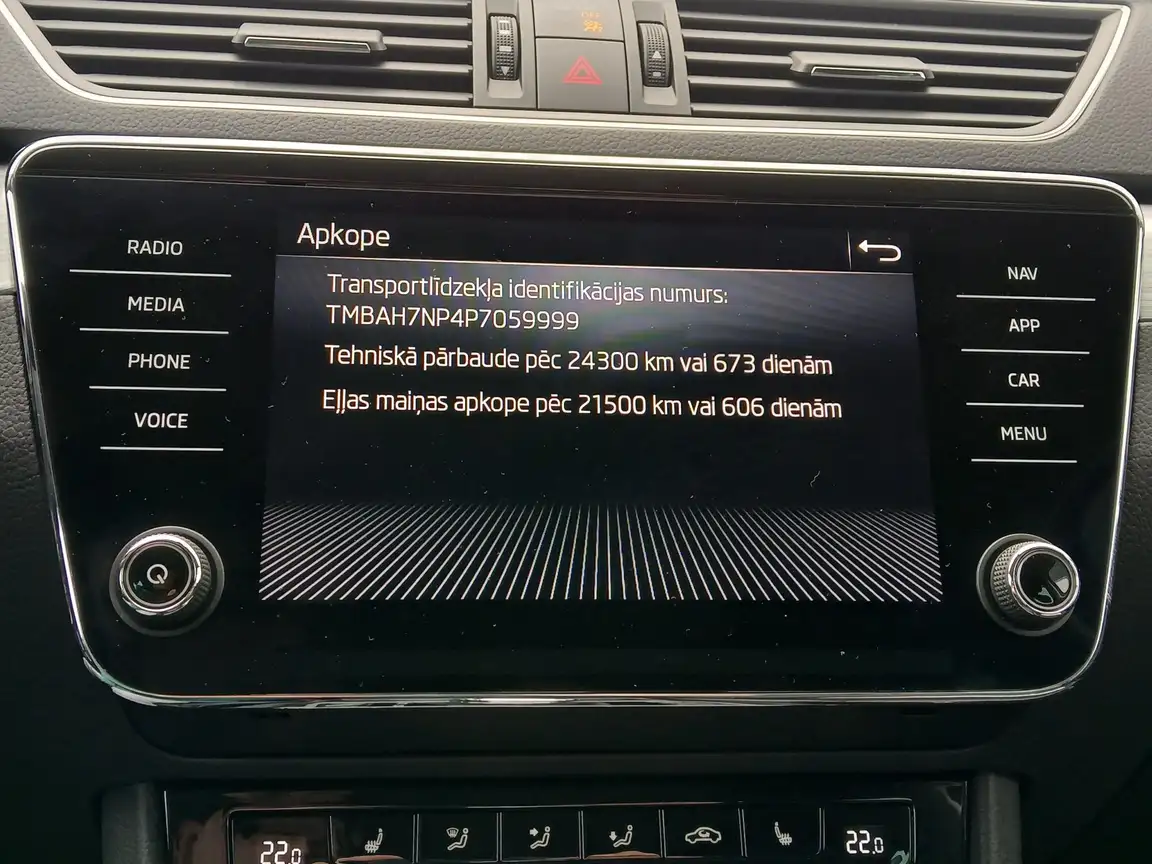 OFF
RADIO
MEDIA
PHONE
VOICE
Apkope
Transportlīdzekļa identifikācijas numurs:
TMBAH7NP4P7059999
Tehniskā pārbaude pēc 24300 km vai 673 dienām
Eļļas maiņas apkope pēc 21500 km vai 606 dienām
NAV
APP
CAR
MENU
22.0
22.0